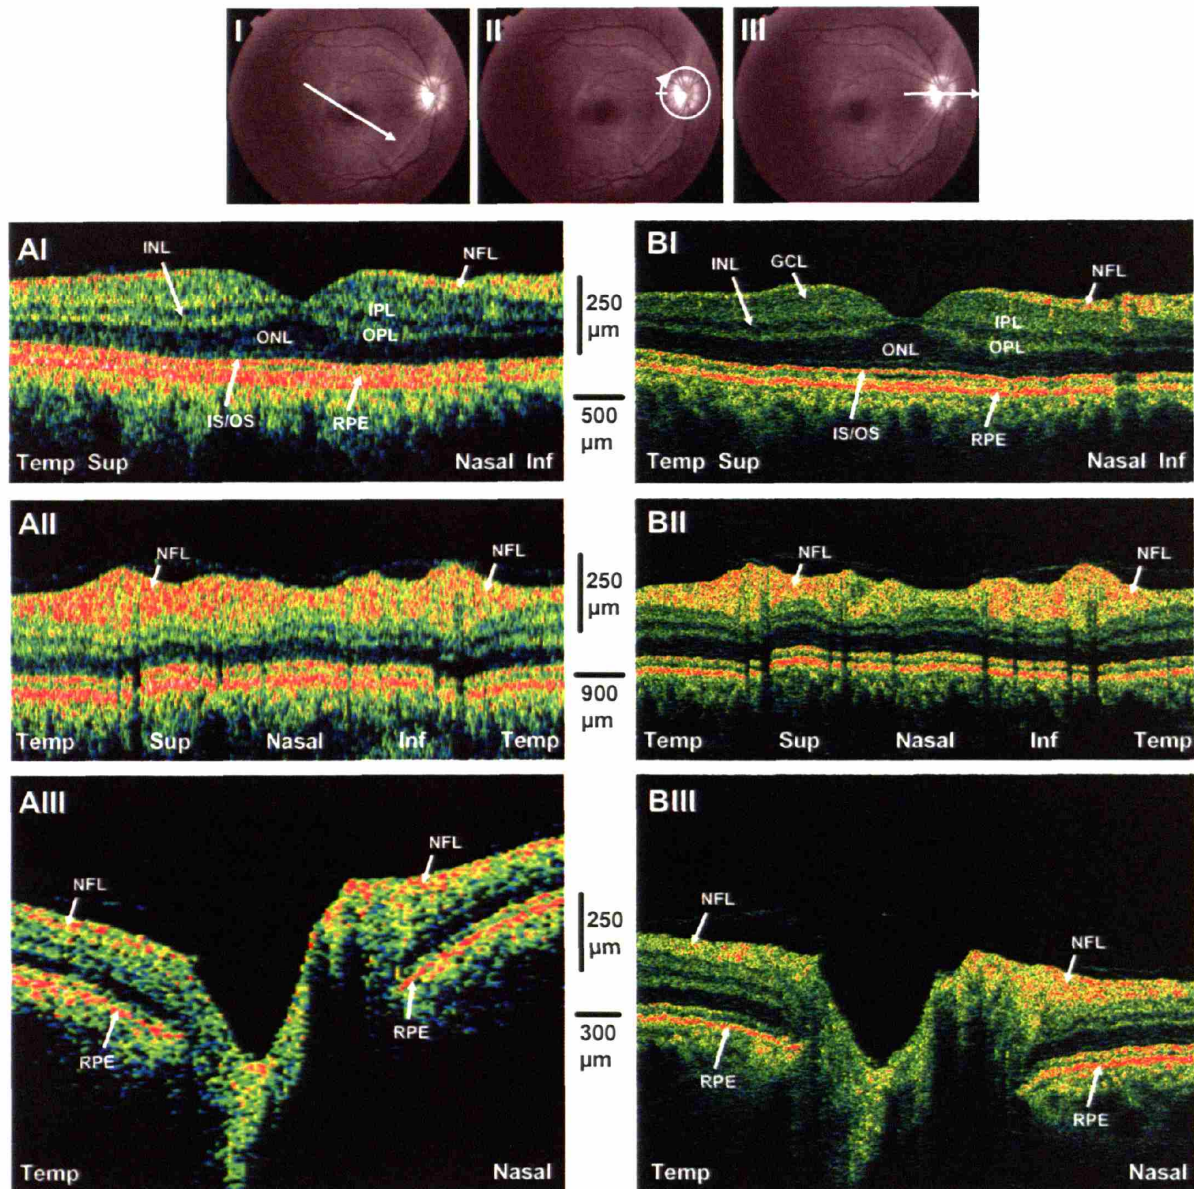 I
II
III
AI
INL
NFL
IPL
OPL
ONL
IS/OS
RPE
Temp Sup
Nasal Inf
250
µm
500
µm
BI
INL
GCL
NFL
IPL
OPL
ONL
IS/OS
RPE
Temp Sup
Nasal Inf
AII
NFL
NFL
Temp
Sup
Nasal
Inf
Temp
250
µm
900
µm
BII
NFL
NFL
Temp
Sup
Nasal
Inf
Temp
AIII
NFL
NFL
RPE
RPE
Temp
Nasal
250
µm
300
µm
BIII
NFL
NFL
RPE
RPE
Temp
Nasal